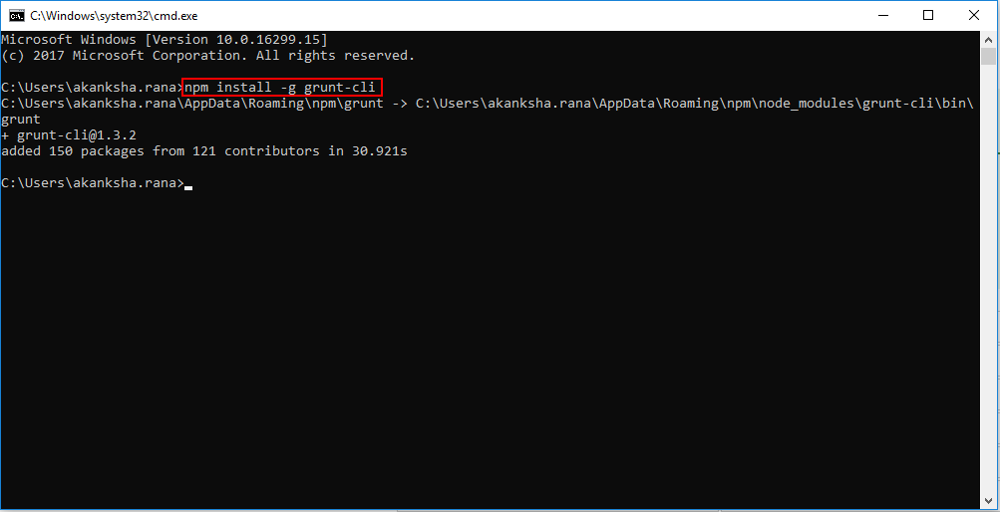 C:\Windows\system32\cmd.exe
Microsoft Windows [Version 10.0.16299.15]
(c) 2017 Microsoft Corporation. All rights reserved.
C:\Users\akanksha.rana>npm install -g grunt-cli
C:\Users\akanksha.rana\AppData\Roaming\npm\grunt -> C:\Users\akanksha.rana\AppData\Roaming\npm\node_modules\grunt-cli\bin\
grunt
+ grunt-cli@1.3.2
added 150 packages from 121 contributors in 30.921s
C:\Users\akanksha.rana>